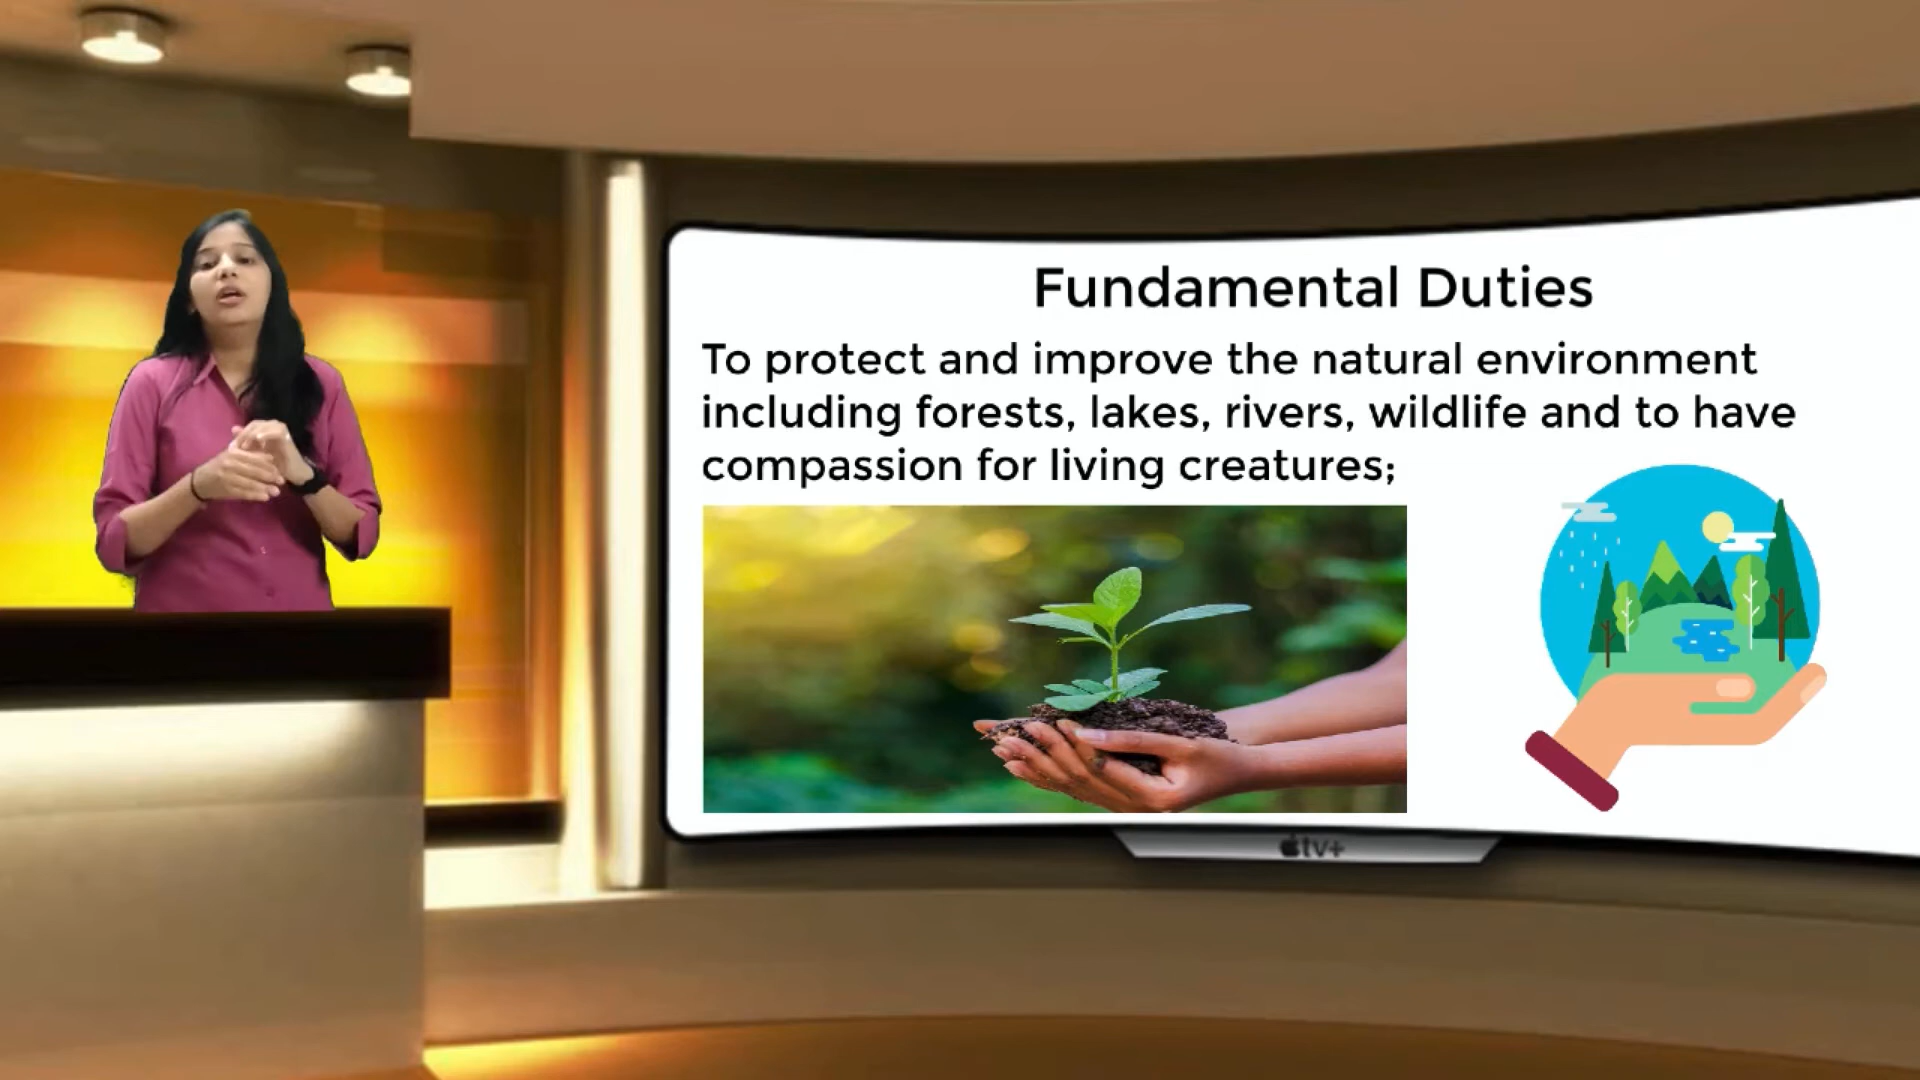 Fundamental Duties
To protect and improve the natural environment
including forests, lakes, rivers, wildlife and to have
compassion for living creatures;
tv+